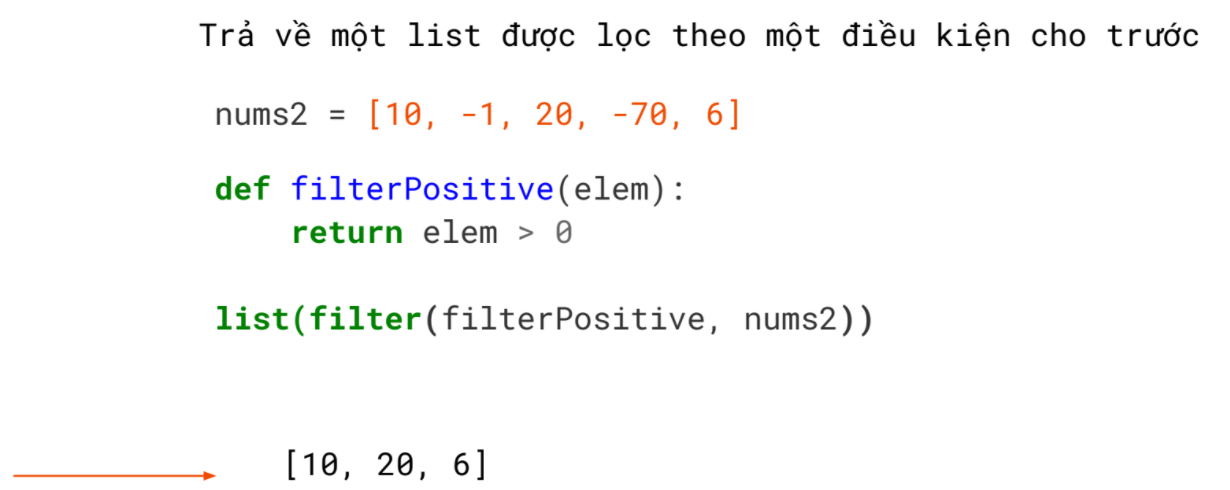 Trả về một list được lọc theo một điều kiện cho trước
nums2 = [10, -1, 20, -70, 6]
def filterPositive(elem):
    return elem > 0
list(filter(filterPositive, nums2))
[10, 20, 6]